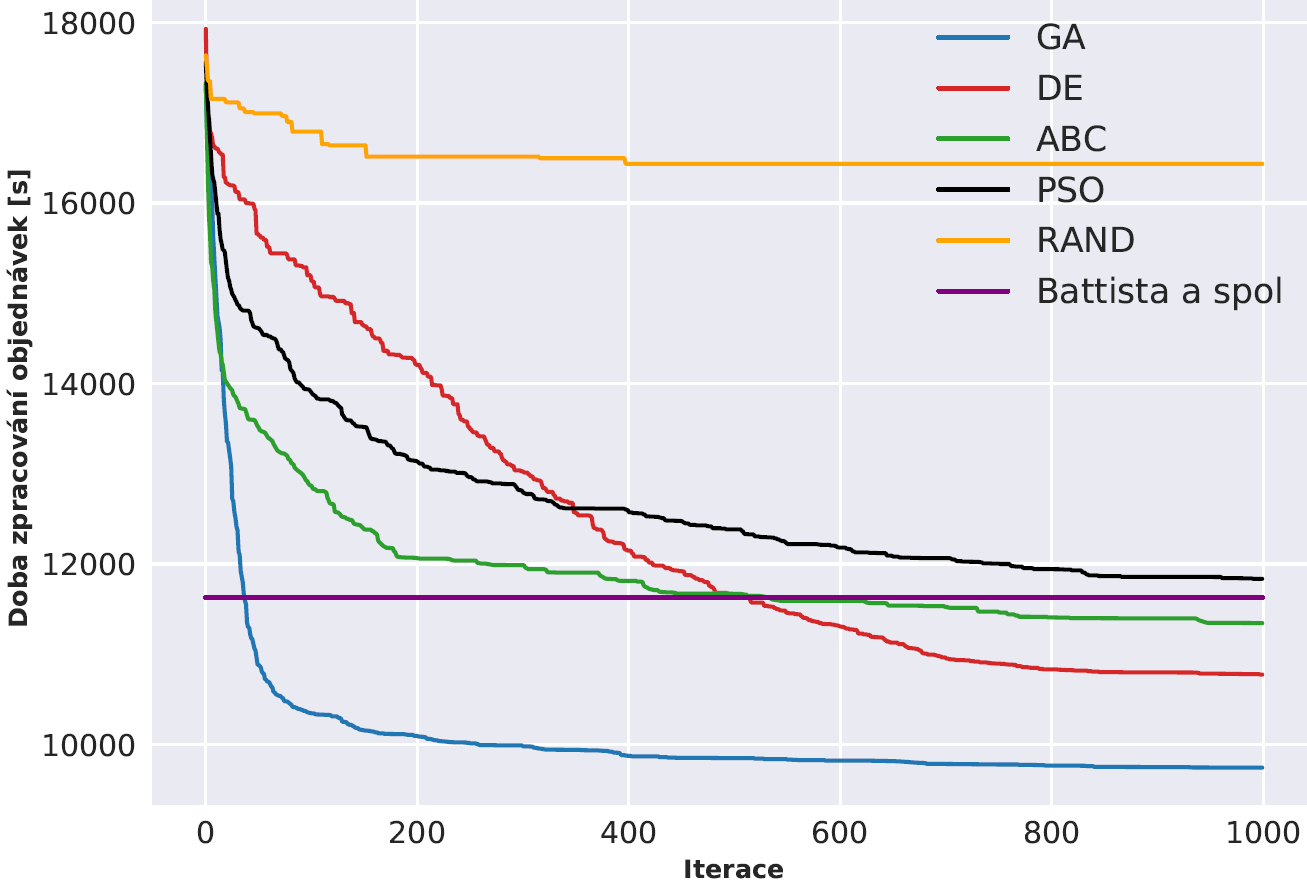 18000
16000
14000
12000
10000
Doba zpracování objednávek [s]
GA
DE
ABC
PSO
RAND
Battista a spol
0 200 400 600 800 1000
Iterace